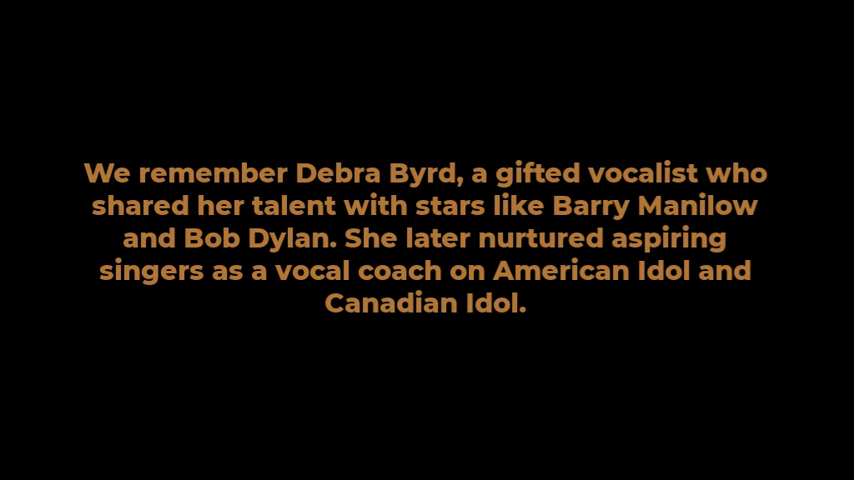 We remember Debra Byrd, a gifted vocalist who
shared her talent with stars like Barry Manilow
and Bob Dylan. She later nurtured aspiring
singers as a vocal coach on American Idol and
Canadian Idol.